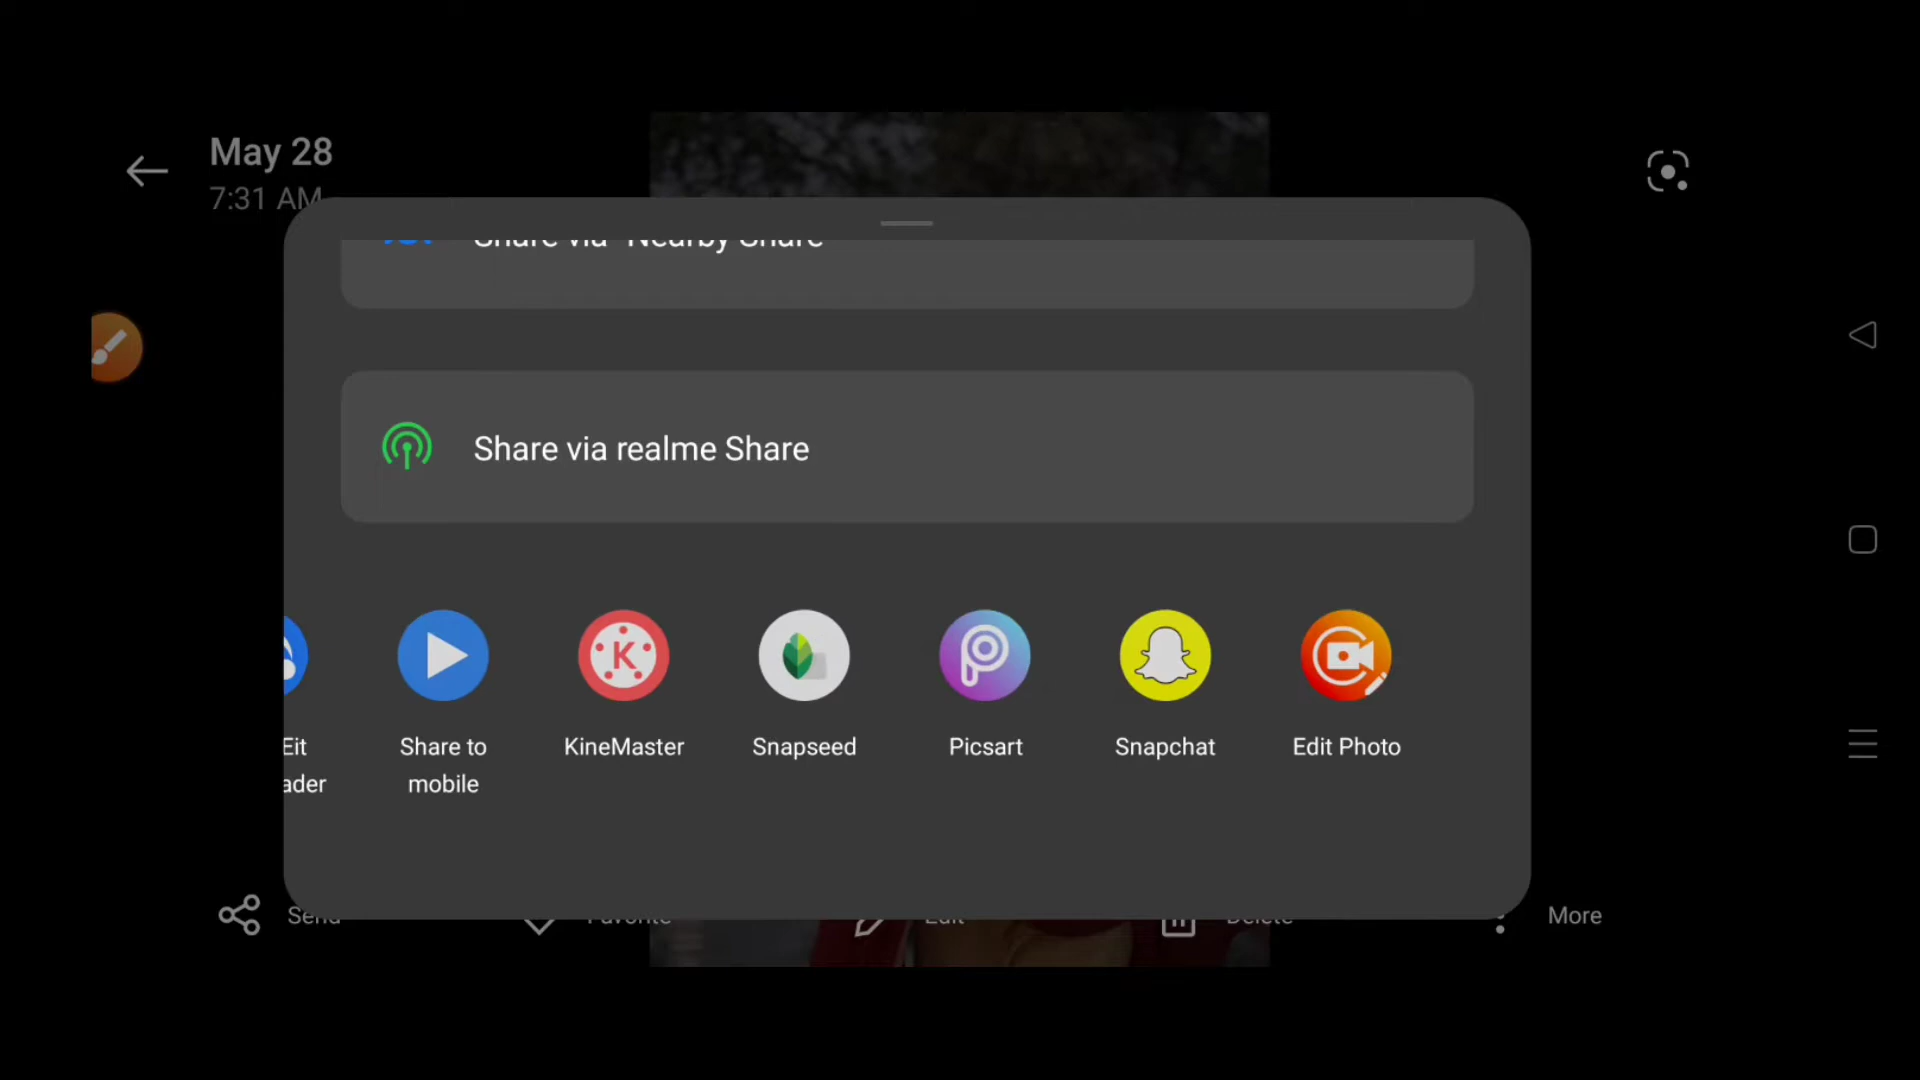 May 28
7:31 AM
Share via "Nearby Share"
Share via realme Share
Eit
ader
Share to
mobile
KineMaster
Snapseed
Picsart
Snapchat
Edit Photo
Send
Favorite
Edit
Delete
More